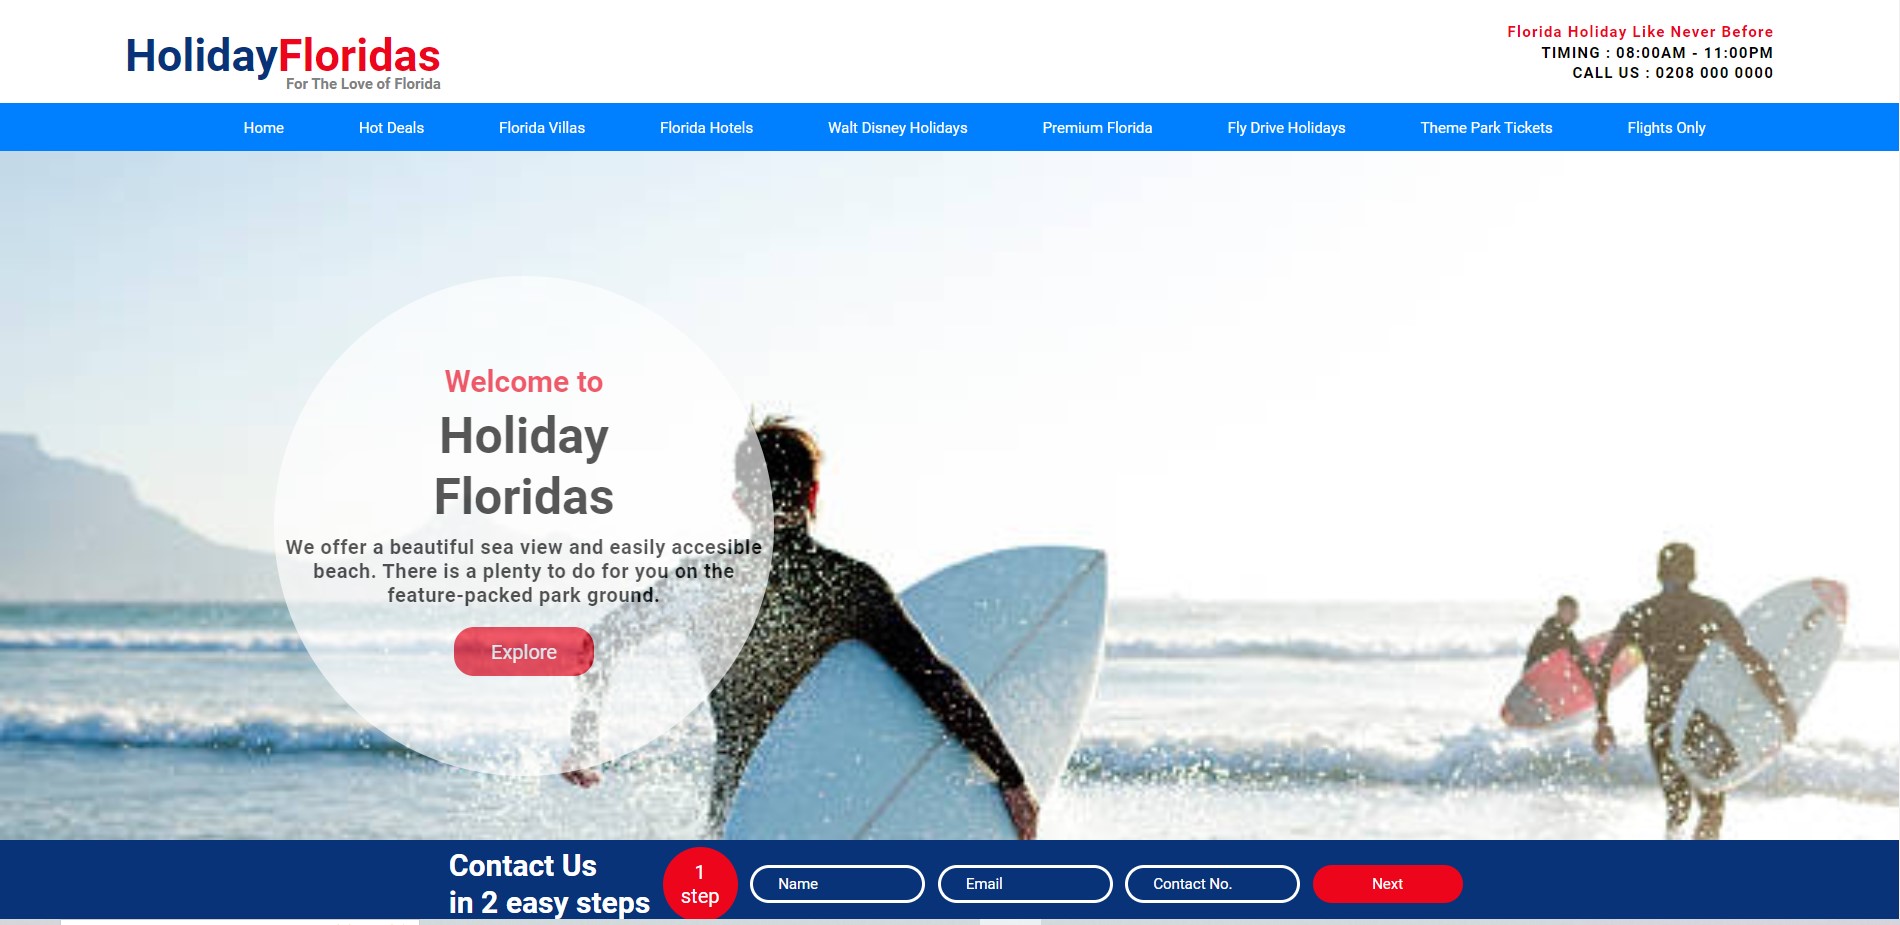 HolidayFloridas
For The Love of Florida
Florida Holiday Like Never Before
TIMING : 08:00AM - 11:00PM
CALL US : 0208 000 0000
Home
Hot Deals
Florida Villas
Florida Hotels
Walt Disney Holidays
Premium Florida
Fly Drive Holidays
Theme Park Tickets
Flights Only
Welcome to
Holiday
Floridas
We offer a beautiful sea view and easily accesible
beach. There is a plenty to do for you on the
feature-packed park ground.
Explore
Contact Us
in 2 easy steps
1
step
Name
Email
Contact No.
Next